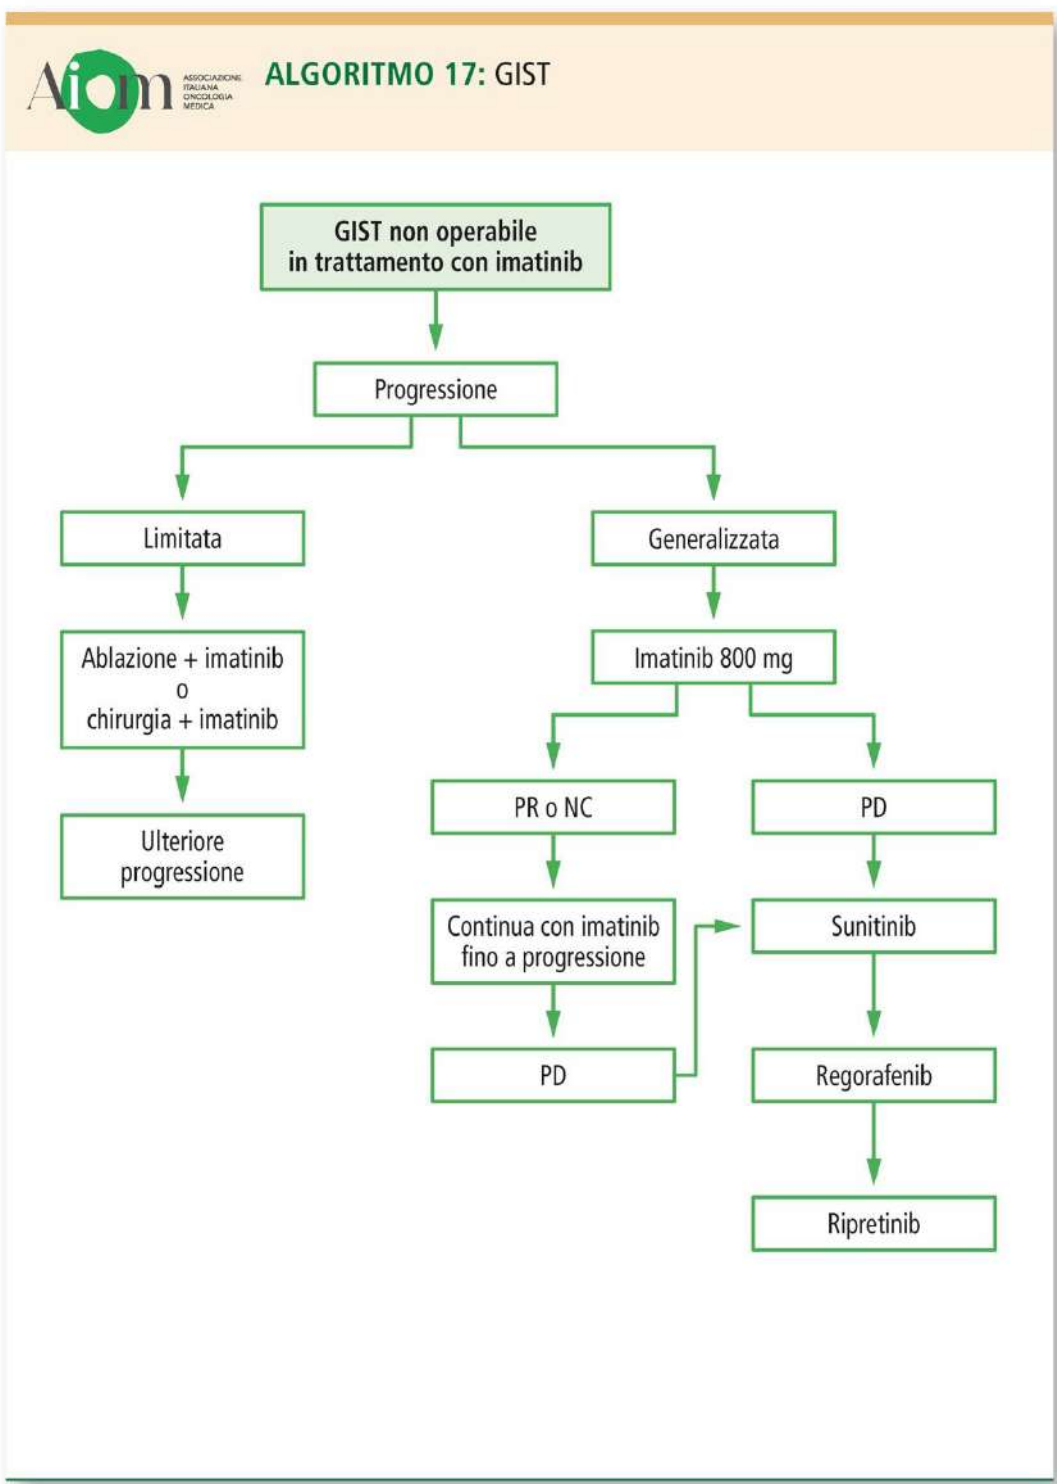 Aiom
ASSOCIAZIONE
ITALIANA
ONCOLOGIA
MEDICA
ALGORITMO 17: GIST
GIST non operabile
in trattamento con imatinib
Progressione
Limitata
Generalizzata
Ablazione + imatinib
o
chirurgia + imatinib
Imatinib 800 mg
Ulteriore
progressione
PR o NC
PD
Continua con imatinib
fino a progressione
Sunitinib
PD
Regorafenib
Ripretinib